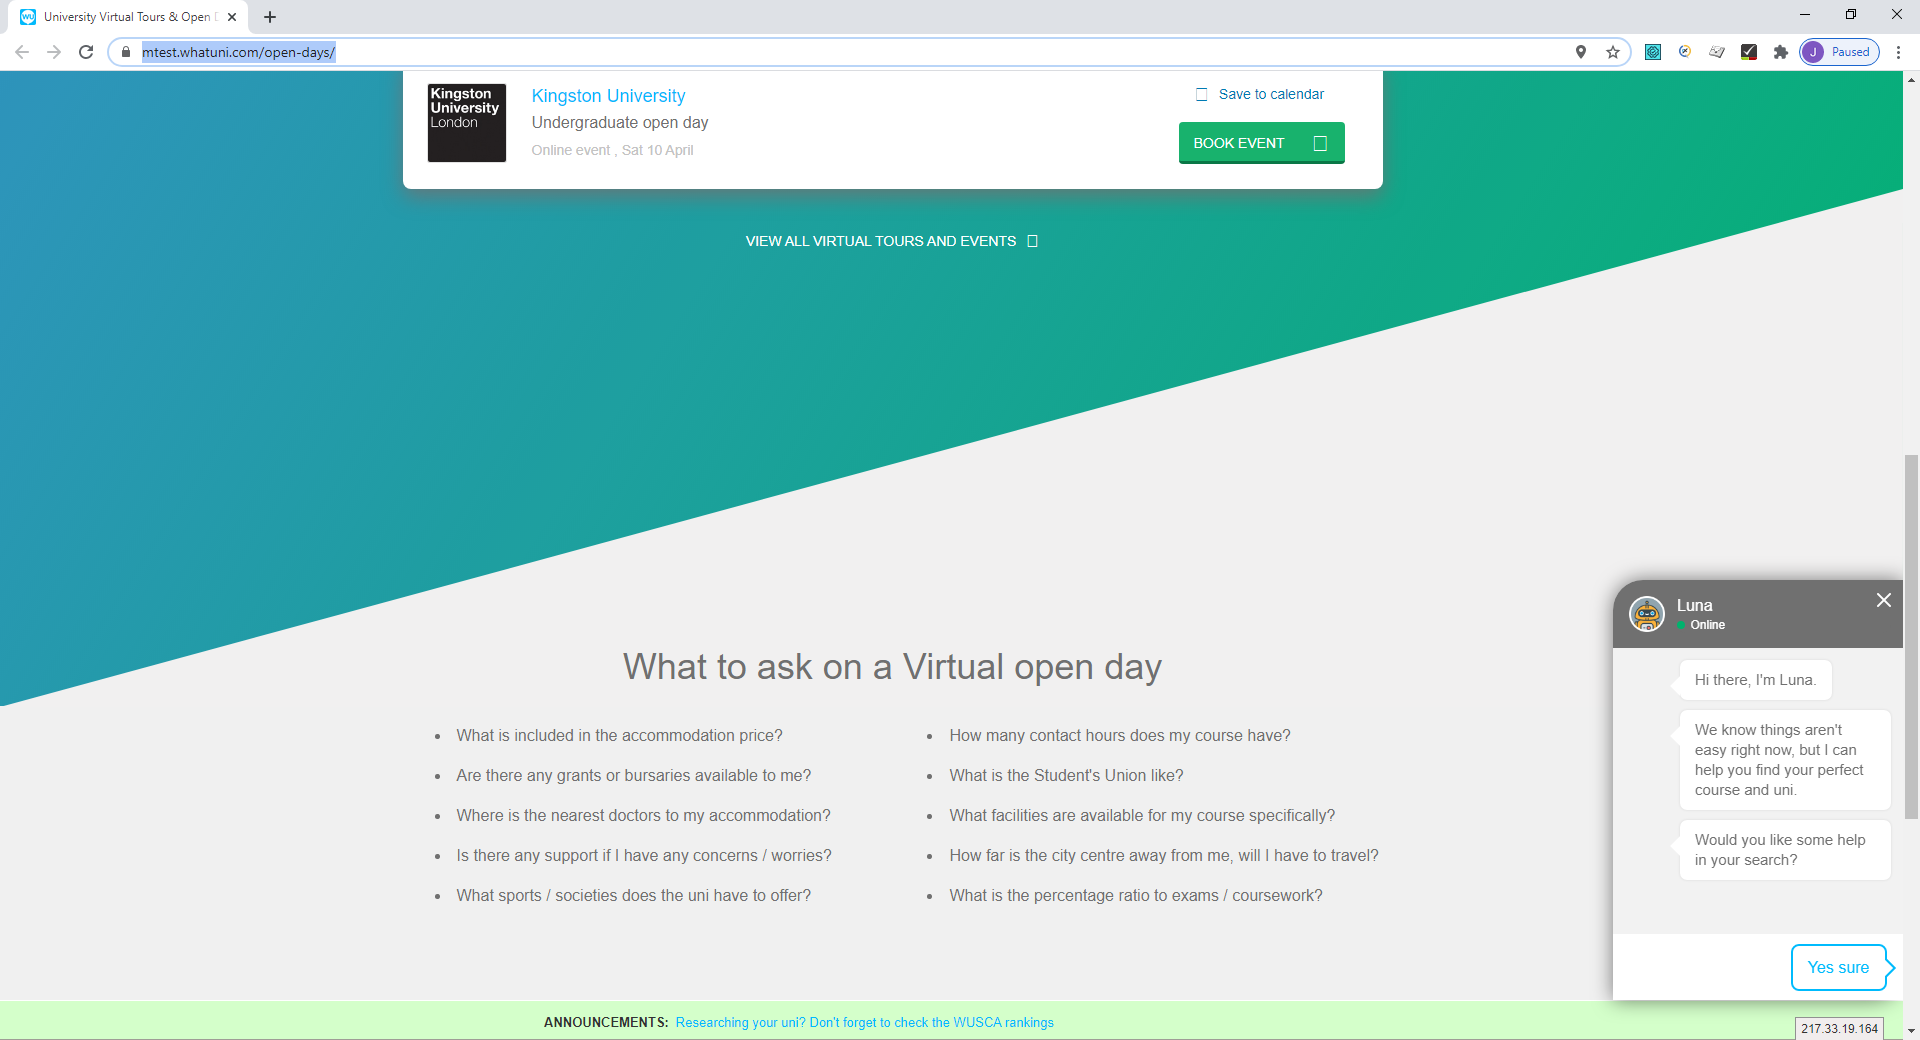 University Virtual Tours & Open
mtest.whatuni.com/open-days/
J Paused
Kingston University London
Kingston University
Undergraduate open day
Online event , Sat 10 April
Save to calendar
BOOK EVENT
VIEW ALL VIRTUAL TOURS AND EVENTS
What to ask on a Virtual open day
What is included in the accommodation price?
Are there any grants or bursaries available to me?
Where is the nearest doctors to my accommodation?
Is there any support if I have any concerns / worries?
What sports / societies does the uni have to offer?
How many contact hours does my course have?
What is the Student's Union like?
What facilities are available for my course specifically?
How far is the city centre away from me, will I have to travel?
What is the percentage ratio to exams / coursework?
Luna
Online
Hi there, I'm Luna.
We know things aren't
easy right now, but I can
help you find your perfect
course and uni.
Would you like some help
in your search?
Yes sure
ANNOUNCEMENTS: Researching your uni? Don't forget to check the WUSCA rankings
217.33.19.164